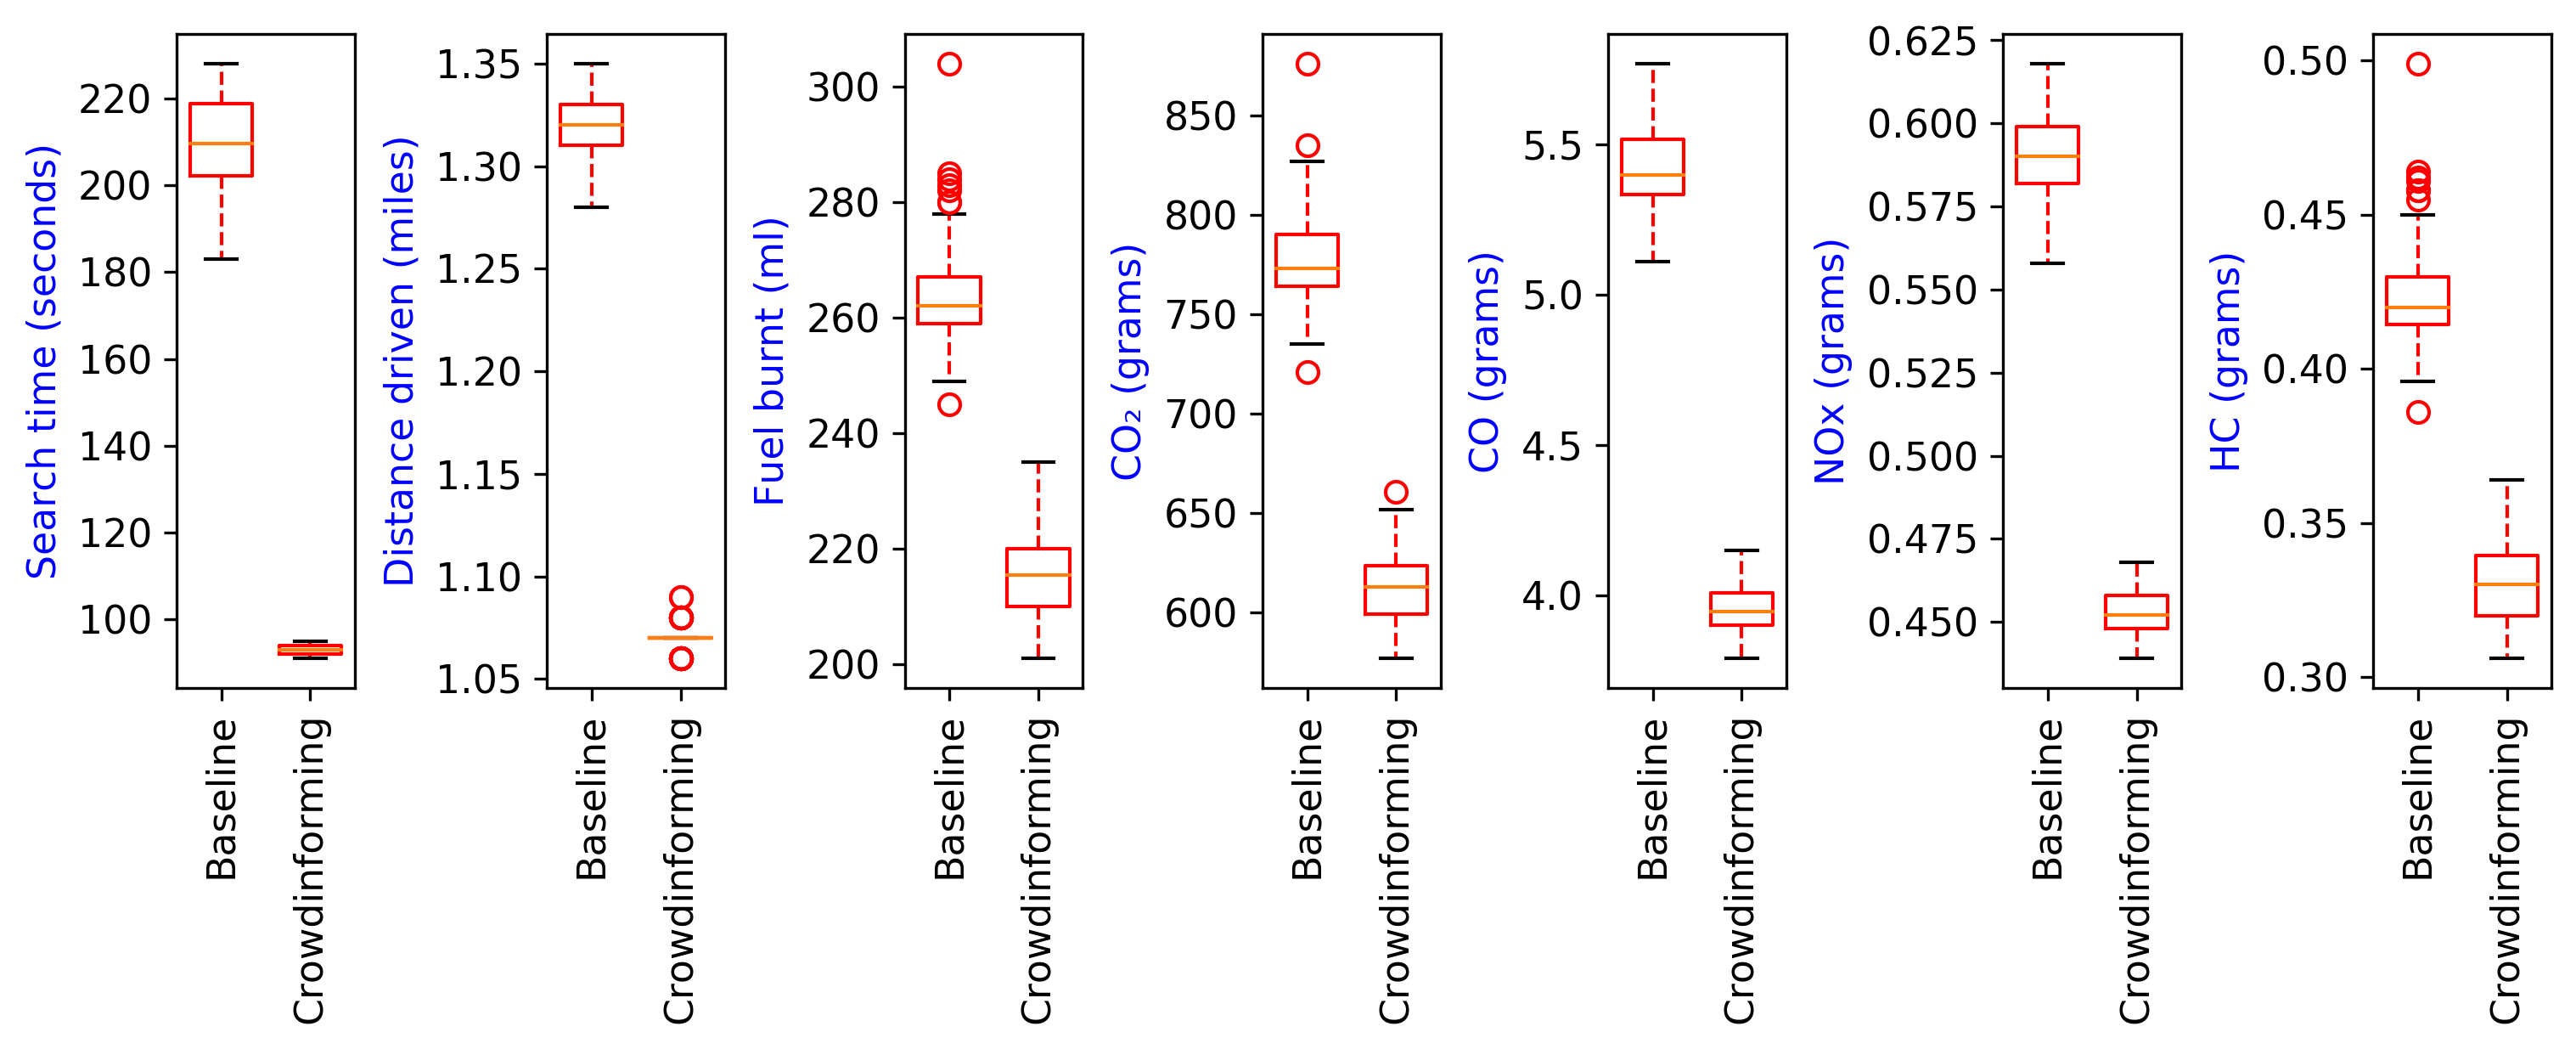 Search time (seconds)
220
200
180
160
140
120
100
Baseline
Crowdinforming
Distance driven (miles)
1.35
1.30
1.25
1.20
1.15
1.10
1.05
Baseline
Crowdinforming
Fuel burnt (ml)
300
280
260
240
220
200
Baseline
Crowdinforming
CO₂ (grams)
850
800
750
700
650
600
Baseline
Crowdinforming
CO (grams)
5.5
5.0
4.5
4.0
Baseline
Crowdinforming
NOx (grams)
0.625
0.600
0.575
0.550
0.525
0.500
0.475
0.450
Baseline
Crowdinforming
HC (grams)
0.50
0.45
0.40
0.35
0.30
Baseline
Crowdinforming